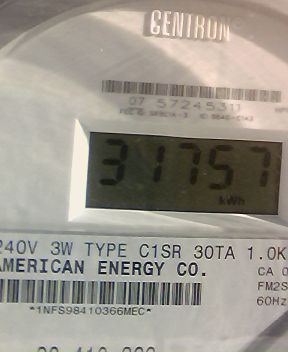 CENTRON
07 57245311
31757
kWh
240V 3W TYPE C1SR 30TA 1.0K
AMERICAN ENERGY CO.
CA 0
FM2S
60Hz
*1NFS98410366MEC*